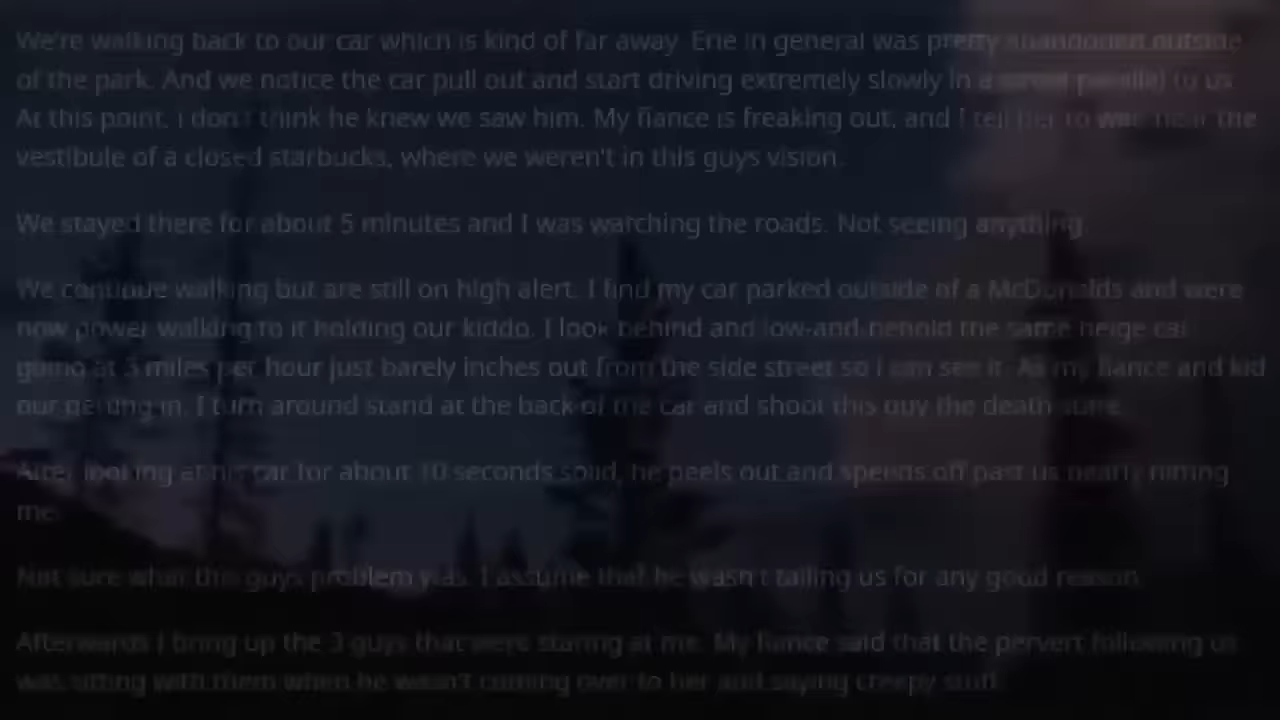 We're walking back to our car which is kind of far away. Erie in general was pretty abandoned outside
of the park. And we notice the car pull out and start driving extremely slowly in a street parallel to us.
At this point, i don't think he knew we saw him. My fiance is freaking out, and I tell her to wait near the
vestibule of a closed starbucks, where we weren't in this guys vision.
We stayed there for about 5 minutes and I was watching the roads. Not seeing anything.
We continue walking but are still on high alert. I find my car parked outside of a McDonalds and were
now power walking to it holding our kiddo. I look behind and low-and-behold the same beige car
going at 5 miles per hour just barely inches out from the side street so I can see it. As my fiance and kid
our getting in, I turn around stand at the back of the car and shoot this guy the death stare.
After looking at his car for about 10 seconds solid, he peels out and speeds off past us nearly hitting
me.
Not sure what this guys problem was. I assume that he wasn't tailing us for any good reason.
Afterwards I bring up the 3 guys that were staring at me. My fiance said that the pervert following us
was sitting with them when he wasn't coming over to her and saying creepy stuff.